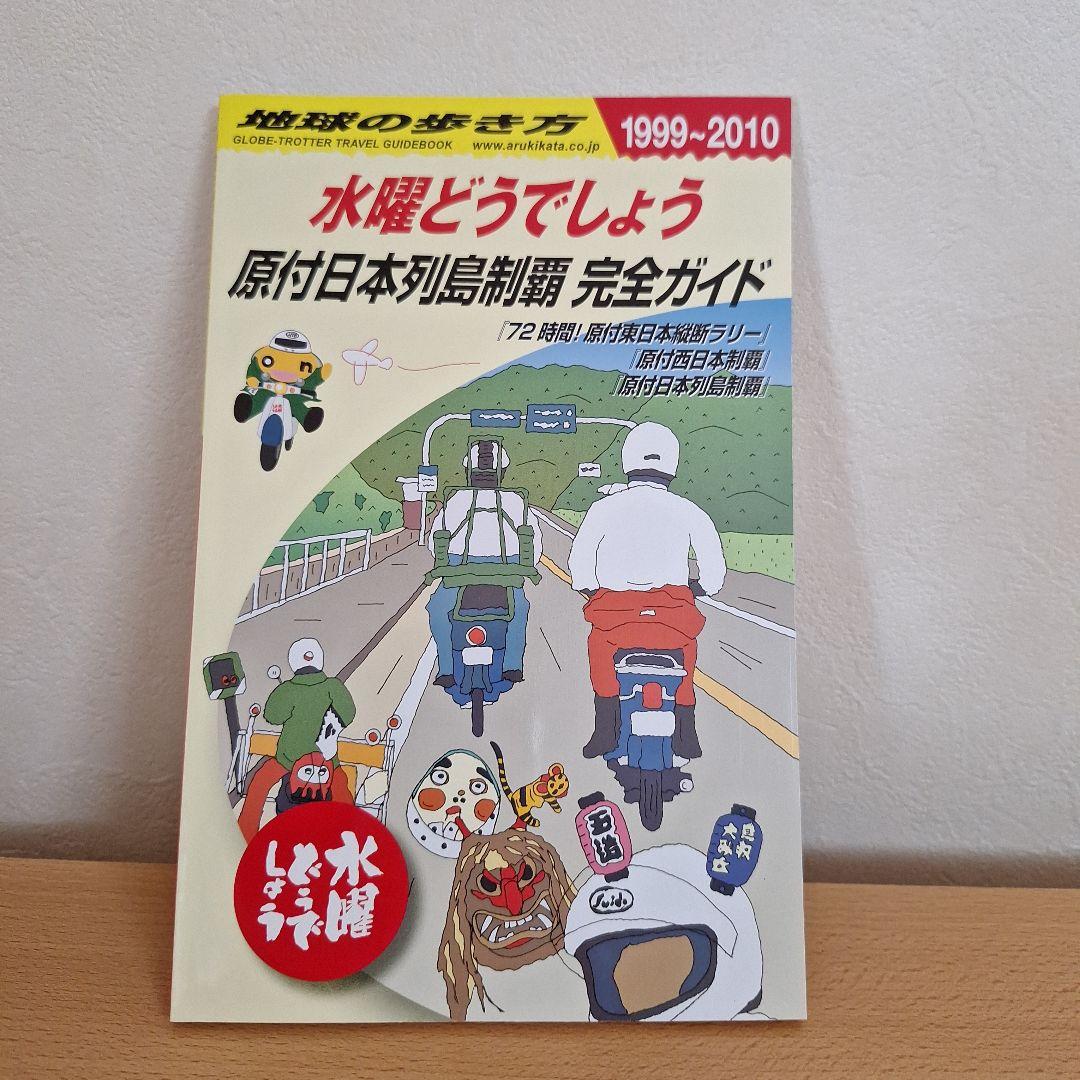 地球の歩き方
GLOBE-TROTTER TRAVEL GUIDEBOOK www.arukikata.co.jp
1999~2010
水曜どうでしょう
原付日本列島制覇 完全ガイド
『72時間！原付東日本縦断ラリー』
『原付西日本制覇』
『原付日本列島制覇』
水曜
どうで
しょう